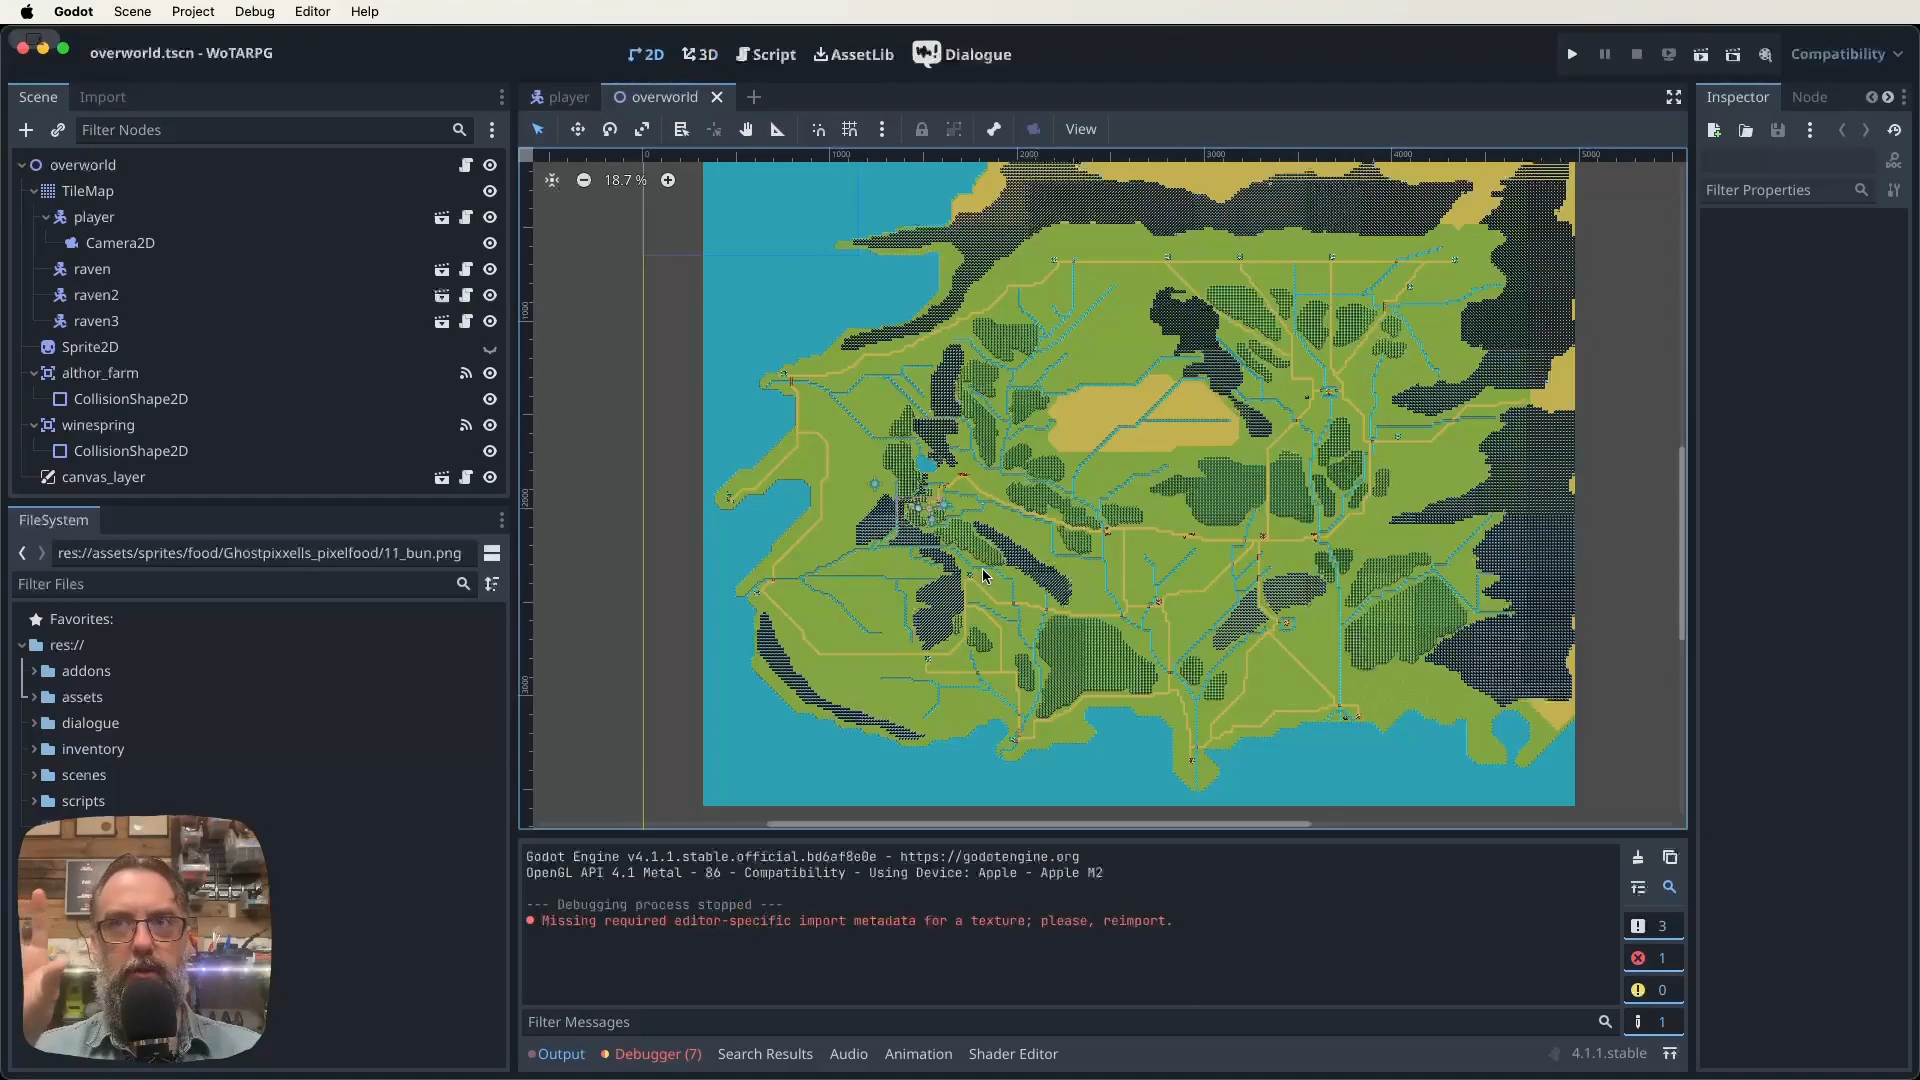 Godot Scene Project Debug Editor Help
overworld.tscn - WoTARPG
2D 3D Script AssetLib Dialogue
Compatibility
Scene Import
player overworld
Inspector Node
Filter Nodes
View
overworld
TileMap
player
Camera2D
raven
raven2
raven3
Sprite2D
althor_farm
CollisionShape2D
winespring
CollisionShape2D
canvas_layer
0 1000 2000 3000 4000 5000
18.7 %
1000
2000
3000
Filter Properties
FileSystem
res://assets/sprites/food/Ghostpixxells_pixelfood/11_bun.png
Filter Files
Favorites:
res://
addons
assets
dialogue
inventory
scenes
scripts
Godot Engine v4.1.1.stable.official.bd6af8e0e - https://godotengine.org
OpenGL API 4.1 Metal - 86 - Compatibility - Using Device: Apple - Apple M2
--- Debugging process stopped ---
Missing required editor-specific import metadata for a texture; please, reimport.
3
1
0
1
Filter Messages
Output Debugger (7) Search Results Audio Animation Shader Editor
4.1.1.stable